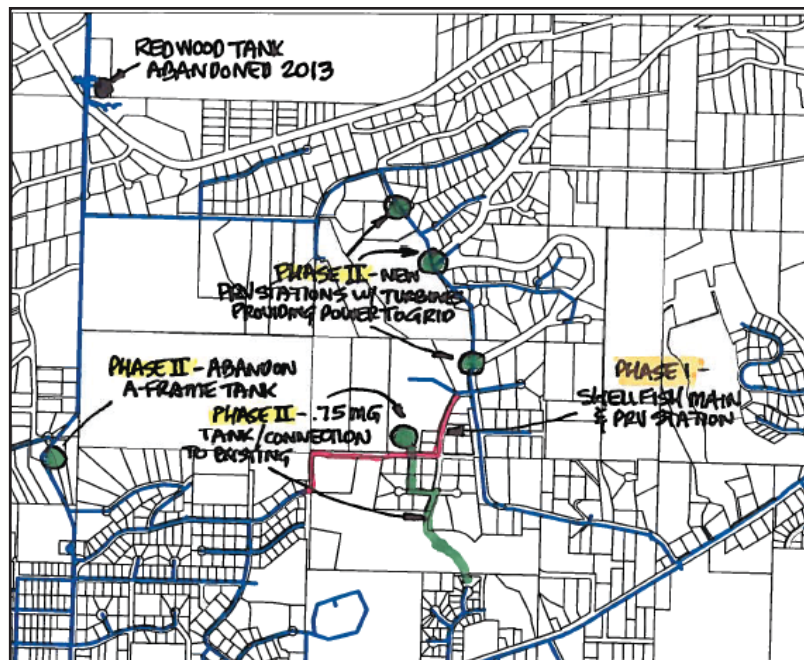 REDWOOD TANK
ABANDONED 2013
PHASE II - NEW
PRV STATIONS W/ TURBINES
PROVIDING POWER TO GRID
PHASE II - ABANDON
A-FRAME TANK
PHASE II - .75 MG
TANK/CONNECTION
TO EXISTING
PHASE 1 -
SHELLFISH MAIN
& PRV STATION